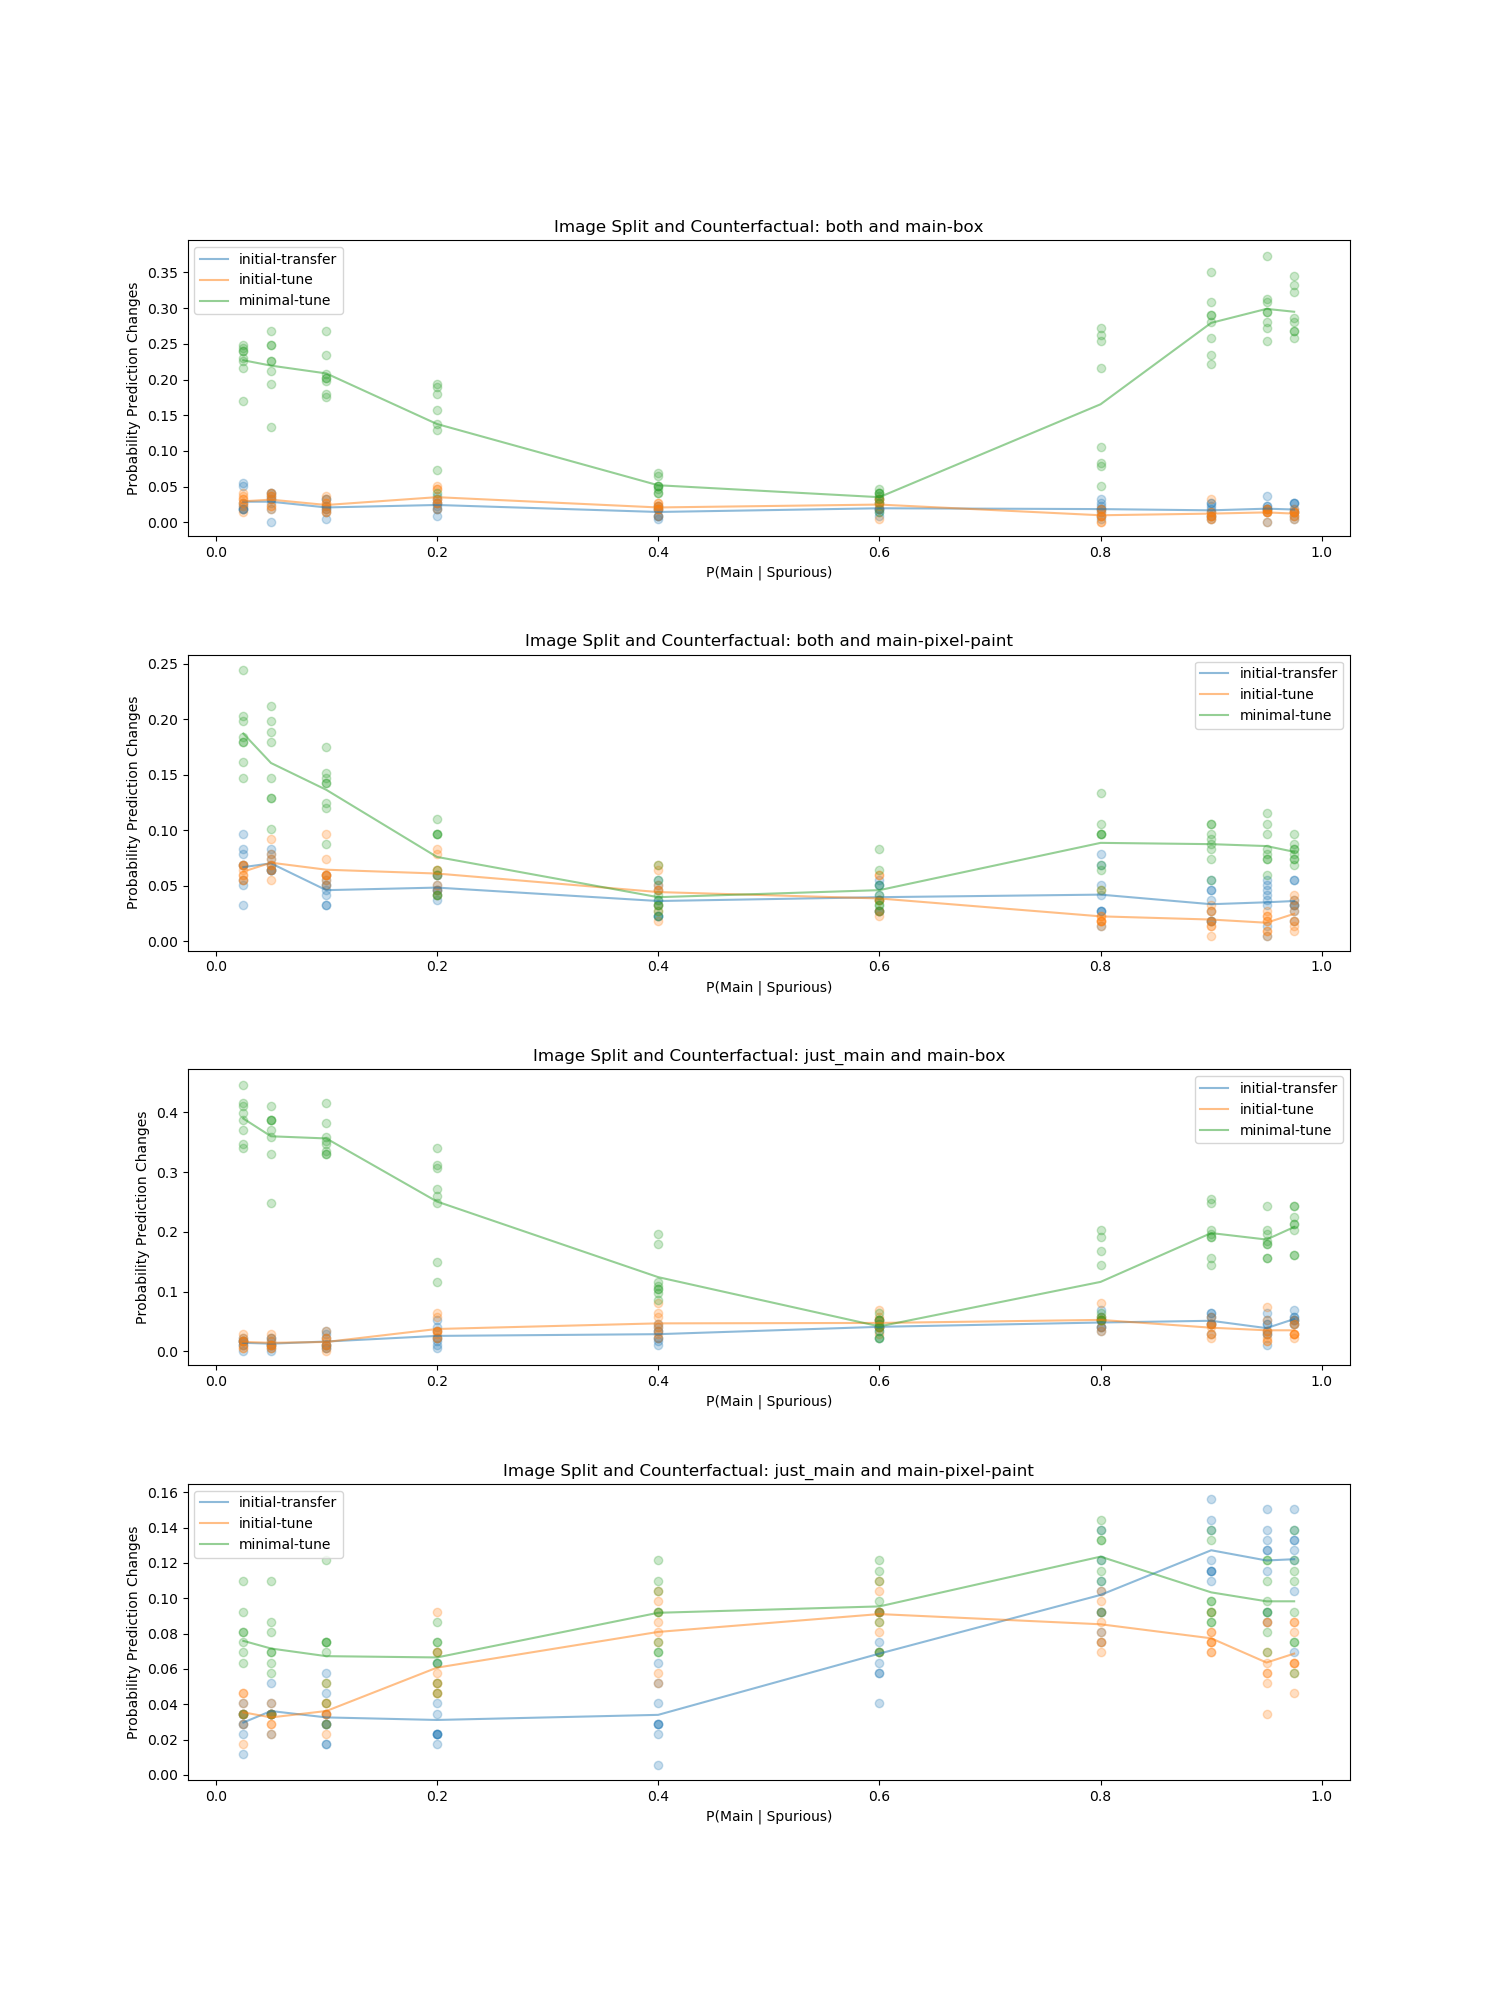 Image Split and Counterfactual: both and main-box
initial-transfer
initial-tune
minimal-tune
Probability Prediction Changes
0.35
0.30
0.25
0.20
0.15
0.10
0.05
0.00
0.0 0.2 0.4 0.6 0.8 1.0
P(Main | Spurious)
Image Split and Counterfactual: both and main-pixel-paint
initial-transfer
initial-tune
minimal-tune
Probability Prediction Changes
0.25
0.20
0.15
0.10
0.05
0.00
0.0 0.2 0.4 0.6 0.8 1.0
P(Main | Spurious)
Image Split and Counterfactual: just_main and main-box
initial-transfer
initial-tune
minimal-tune
Probability Prediction Changes
0.4
0.3
0.2
0.1
0.0
0.0 0.2 0.4 0.6 0.8 1.0
P(Main | Spurious)
Image Split and Counterfactual: just_main and main-pixel-paint
initial-transfer
initial-tune
minimal-tune
Probability Prediction Changes
0.16
0.14
0.12
0.10
0.08
0.06
0.04
0.02
0.00
0.0 0.2 0.4 0.6 0.8 1.0
P(Main | Spurious)